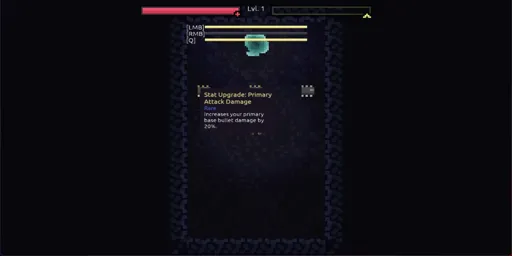 Lvl. 1
[LMB]
[RMB]
[Q]
Stat Upgrade: Primary
Attack Damage
Rare
Increases your primary
base bullet damage by
20%.